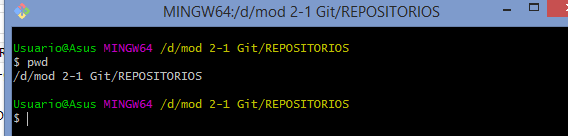 MINGW64:/d/mod 2-1 Git/REPOSITORIOS
Usuario@Asus MINGW64 /d/mod 2-1 Git/REPOSITORIOS
$ pwd
/d/mod 2-1 Git/REPOSITORIOS
Usuario@Asus MINGW64 /d/mod 2-1 Git/REPOSITORIOS
$